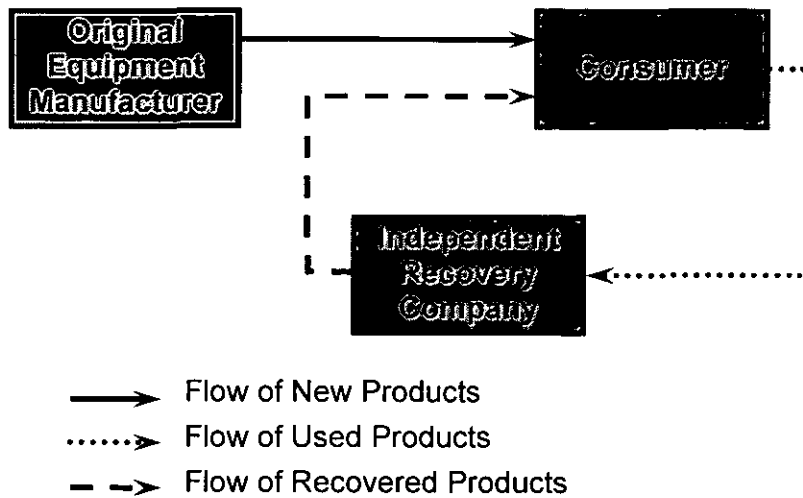 Original
Equipment
Manufacturer
Consumer
Independent
Recovery
Company
Flow of New Products
Flow of Used Products
Flow of Recovered Products